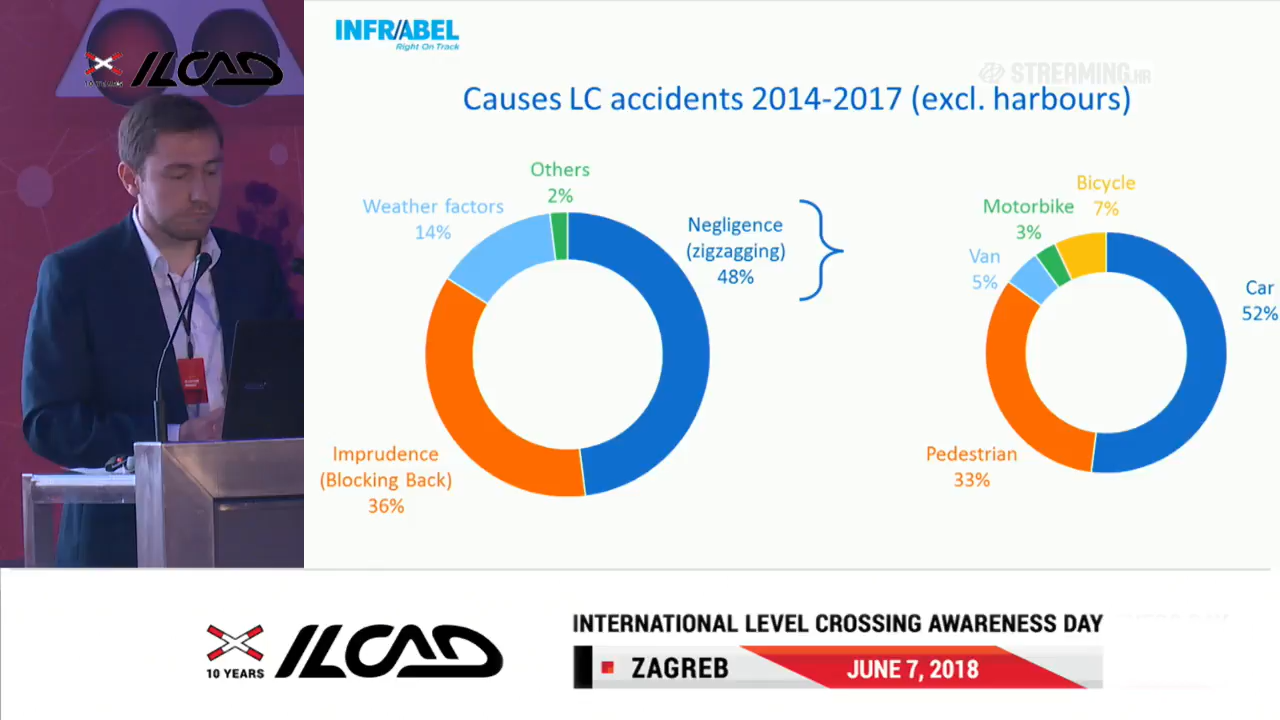 ILCAD
INFRABEL
Right On Track
STREAMING.HR
Causes LC accidents 2014-2017 (excl. harbours)
Others
2%
Weather factors
14%
Negligence
(zigzagging)
48%
Imprudence
(Blocking Back)
36%
Bicycle
7%
Motorbike
3%
Van
5%
Car
52%
Pedestrian
33%
10 YEARS
ILCAD
INTERNATIONAL LEVEL CROSSING AWARENESS DAY
ZAGREB
JUNE 7, 2018